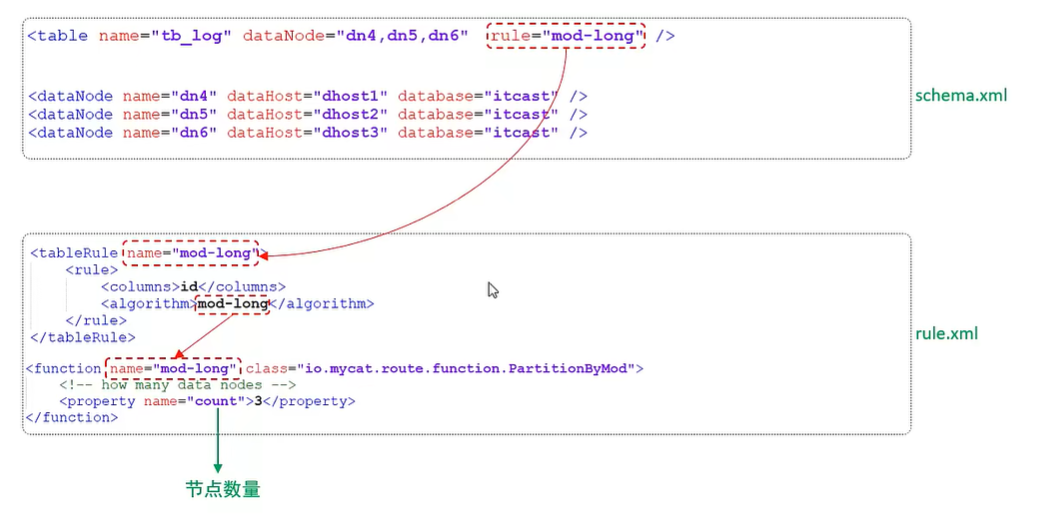 <table name="tb_log" dataNode="dn4,dn5,dn6" rule="mod-long" />
<dataNode name="dn4" dataHost="dhost1" database="itcast" />
<dataNode name="dn5" dataHost="dhost2" database="itcast" />
<dataNode name="dn6" dataHost="dhost3" database="itcast" />
schema.xml
<tableRule name="mod-long">
<rule>
<columns>id</columns>
<algorithm>mod-long</algorithm>
</rule>
</tableRule>
<function name="mod-long" class="io.mycat.route.function.PartitionByMod">
<!-- how many data nodes -->
<property name="count">3</property>
</function>
rule.xml
节点数量